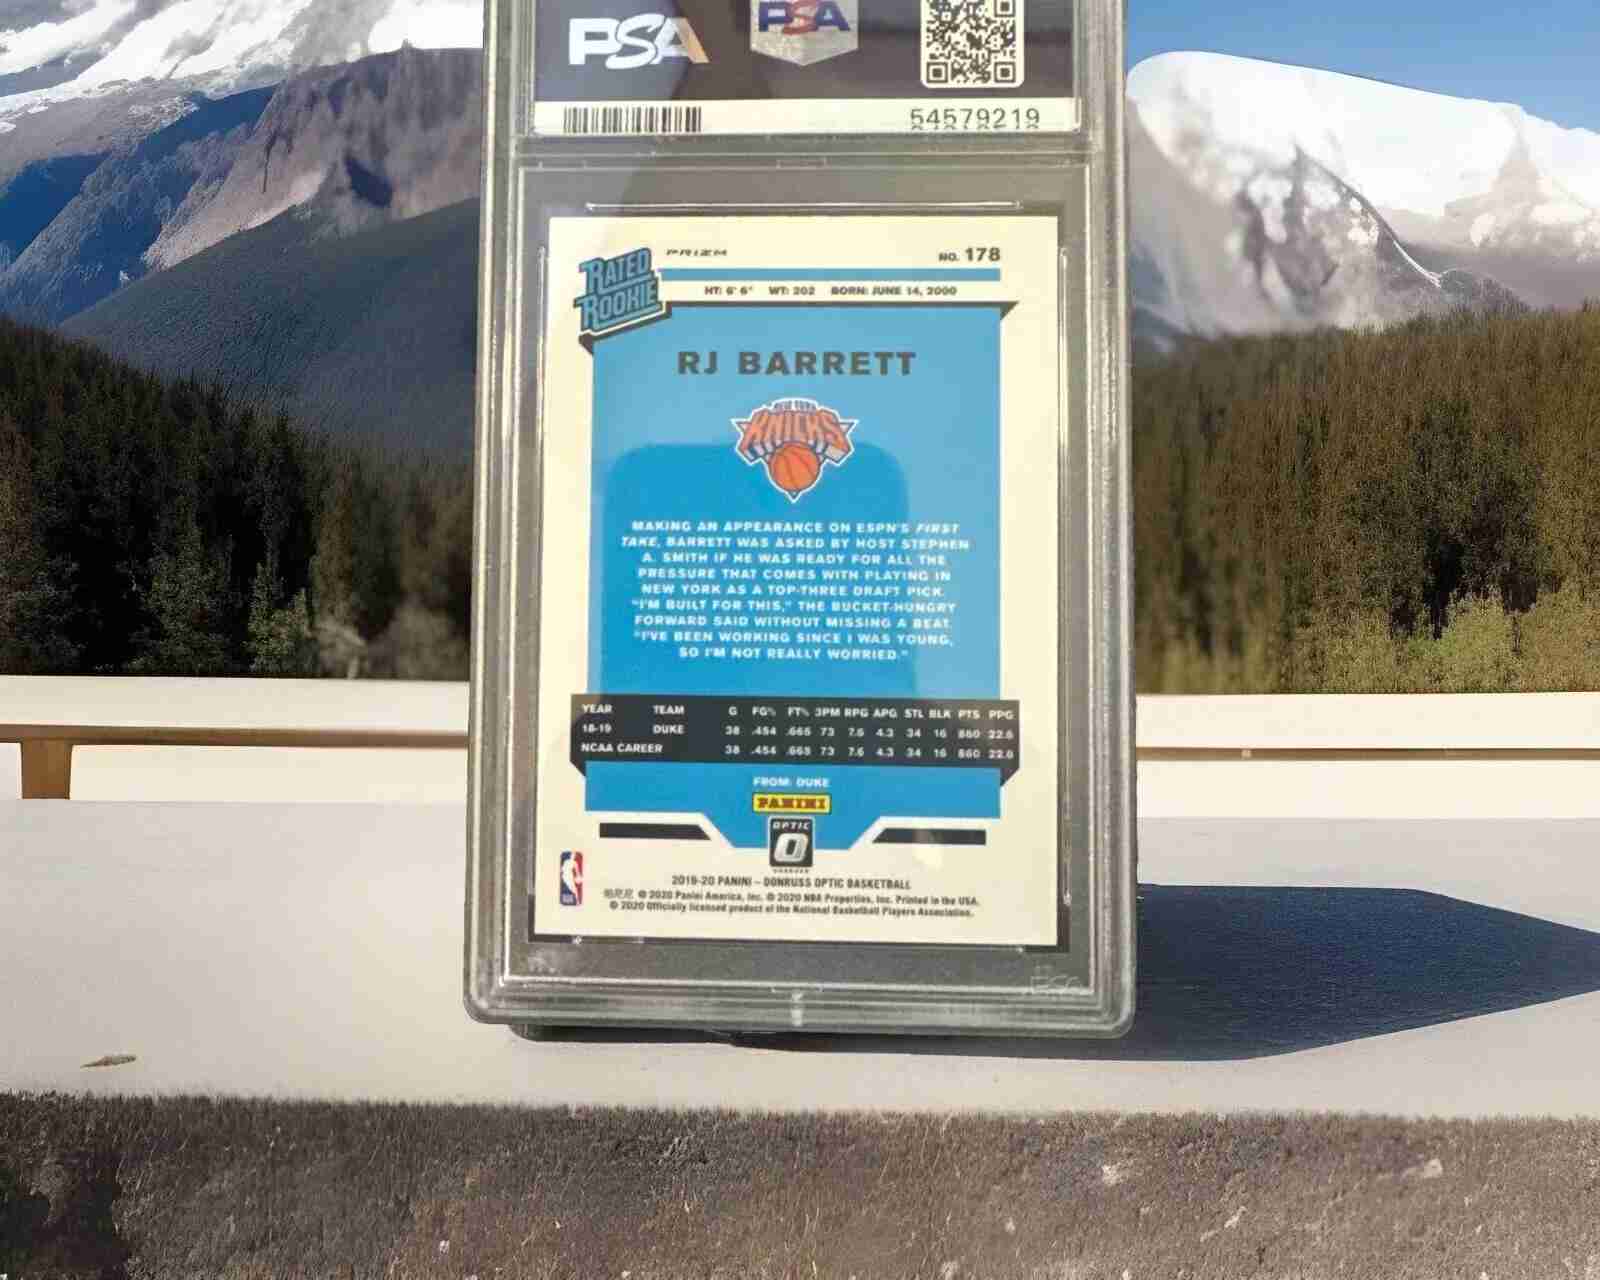 PSA
PSA
54579219
RATED ROOKIE
PRIZM
NO. 178
HT: 6' 6" WT: 202 BORN: JUNE 14, 2000
RJ BARRETT
NEW YORK
KNICKS
MAKING AN APPEARANCE ON ESPN'S FIRST
TAKE, BARRETT WAS ASKED BY HOST STEPHEN
A. SMITH IF HE WAS READY FOR ALL THE
PRESSURE THAT COMES WITH PLAYING IN
NEW YORK AS A TOP-THREE DRAFT PICK.
"I'M BUILT FOR THIS," THE BUCKET-HUNGRY
FORWARD SAID WITHOUT MISSING A BEAT.
"I'VE BEEN WORKING SINCE I WAS YOUNG,
SO I'M NOT REALLY WORRIED."
YEAR TEAM G FG% FT% 3PM RPG APG STL BLK PTS PPG
18-19 DUKE 38 .454 .665 73 7.6 4.3 34 16 860 22.6
NCAA CAREER 38 .454 .665 73 7.6 4.3 34 16 860 22.6
FROM: DUKE
PANINI
OPTIC
2019-20 PANINI – DONRUSS OPTIC BASKETBALL
© 2020 Panini America, Inc. © 2020 NBA Properties, Inc. Printed in the USA.
© 2020 Officially licensed product of the National Basketball Players Association.